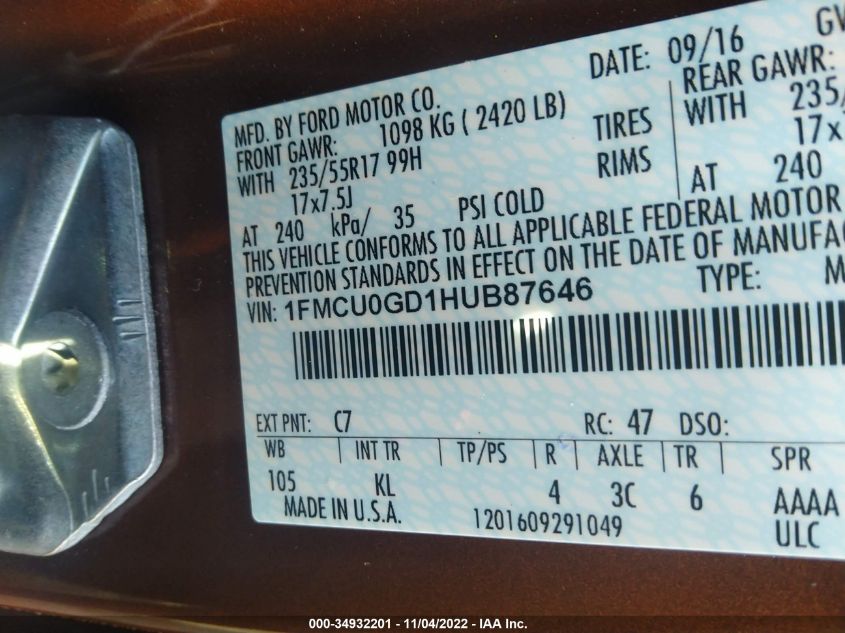 DATE: 09/16
MFD. BY FORD MOTOR CO.
FRONT GAWR: 1098 KG ( 2420 LB)
REAR GAWR:
WITH 235/55R17 99H TIRES
WITH 235/
17x7.5J RIMS
17x
AT 240 kPa/ 35 PSI COLD
AT 240
THIS VEHICLE CONFORMS TO ALL APPLICABLE FEDERAL MOTOR
PREVENTION STANDARDS IN EFFECT ON THE DATE OF
VIN: 1FMCU0GD1HUB87646
TYPE:
EXT PNT: C7 RC: 47 DSO:
WB INT TR TP/PS R AXLE TR SPR
105 KL 4 3C 6 AAAA
MADE IN U.S.A. 1201609291049 ULC
000-34932201 - 11/04/2022 - IAA Inc.